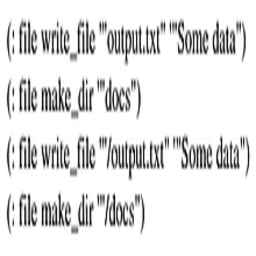 (: file write_file "'output.txt" "'Some data")
(: file make_dir "'docs")
(: file write_file "'/output.txt" "'Some data")
(: file make_dir "'/docs")